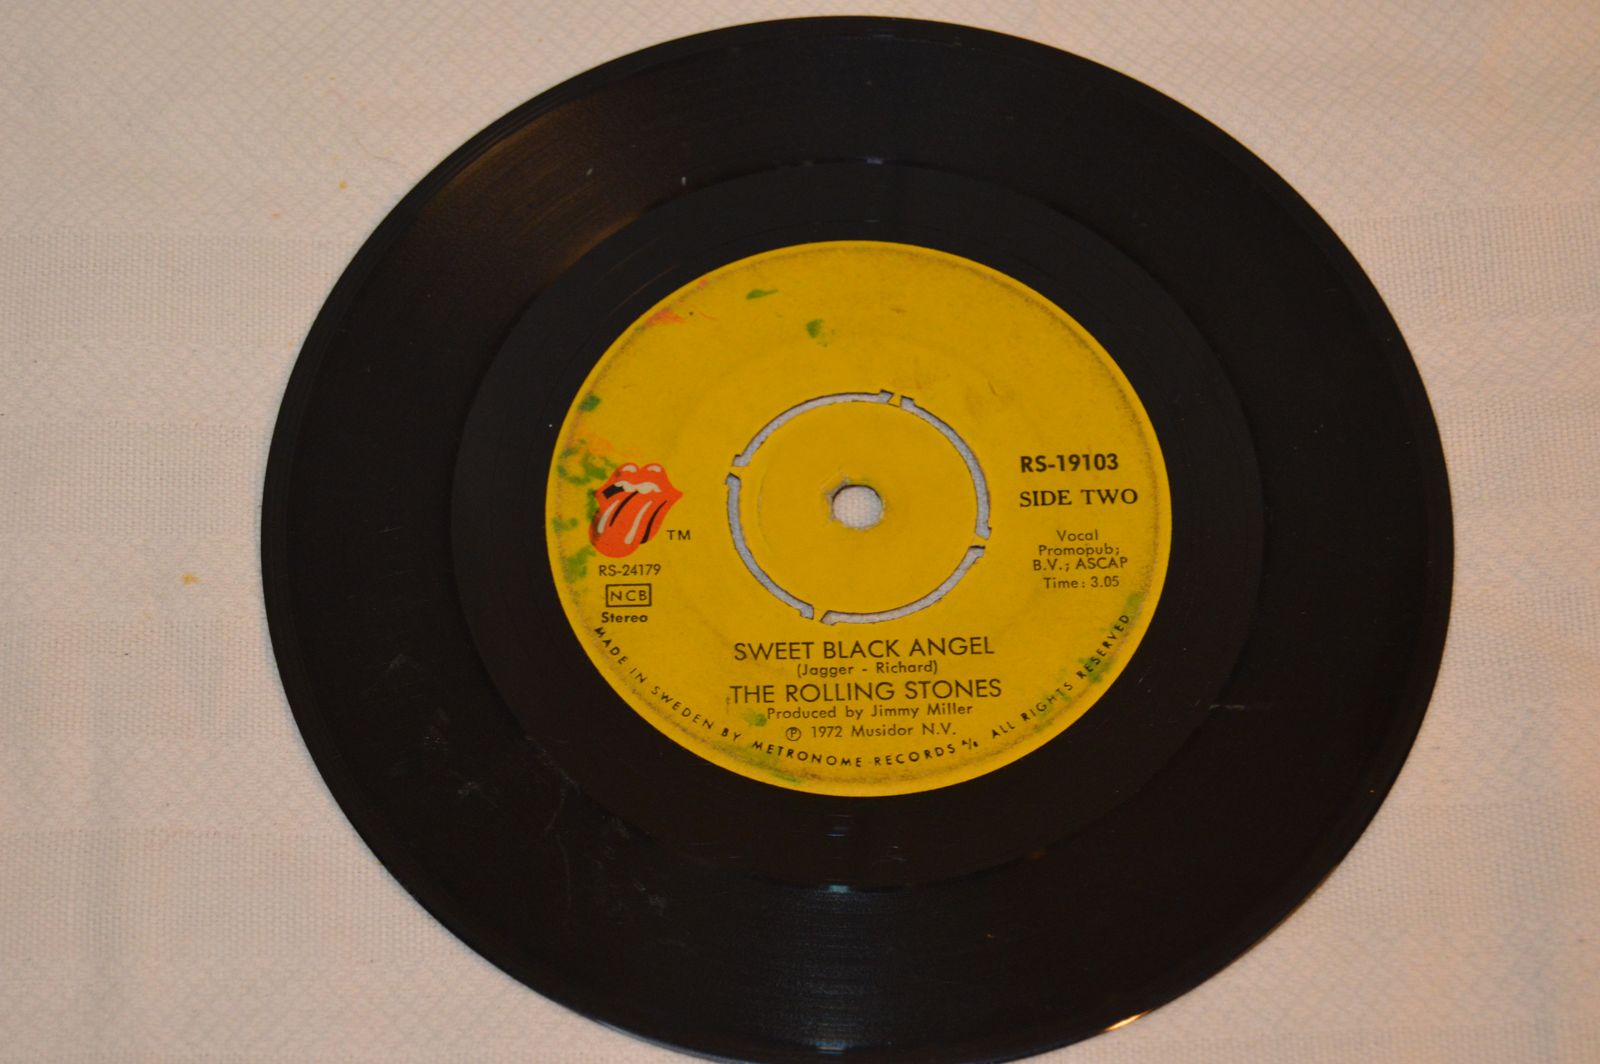 RS-19103
SIDE TWO
Vocal
Promopub;
B.V.; ASCAP
Time: 3.05
TM
RS-24179
NCB
Stereo
SWEET BLACK ANGEL
(Jagger - Richard)
THE ROLLING STONES
Produced by Jimmy Miller
Ⓟ 1972 Musidor N.V.
MADE IN SWEDEN BY METRONOME RECORDS A/B ALL RIGHTS RESERVED